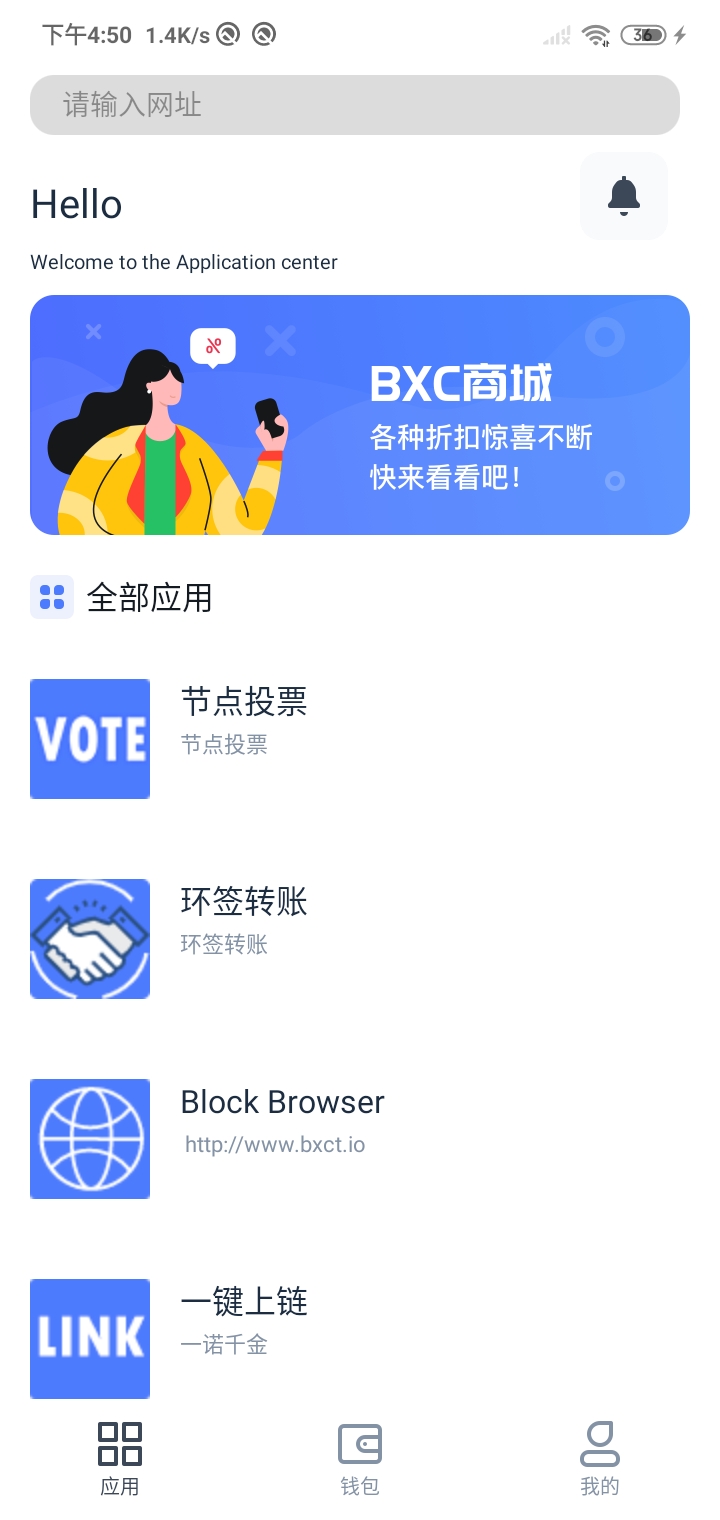 下午4:50 1.4K/s
36
请输入网址
Hello
Welcome to the Application center
%
BXC商城
各种折扣惊喜不断
快来看看吧！
全部应用
VOTE
节点投票
节点投票
环签转账
环签转账
Block Browser
http://www.bxct.io
LINK
一键上链
一诺千金
应用
钱包
我的